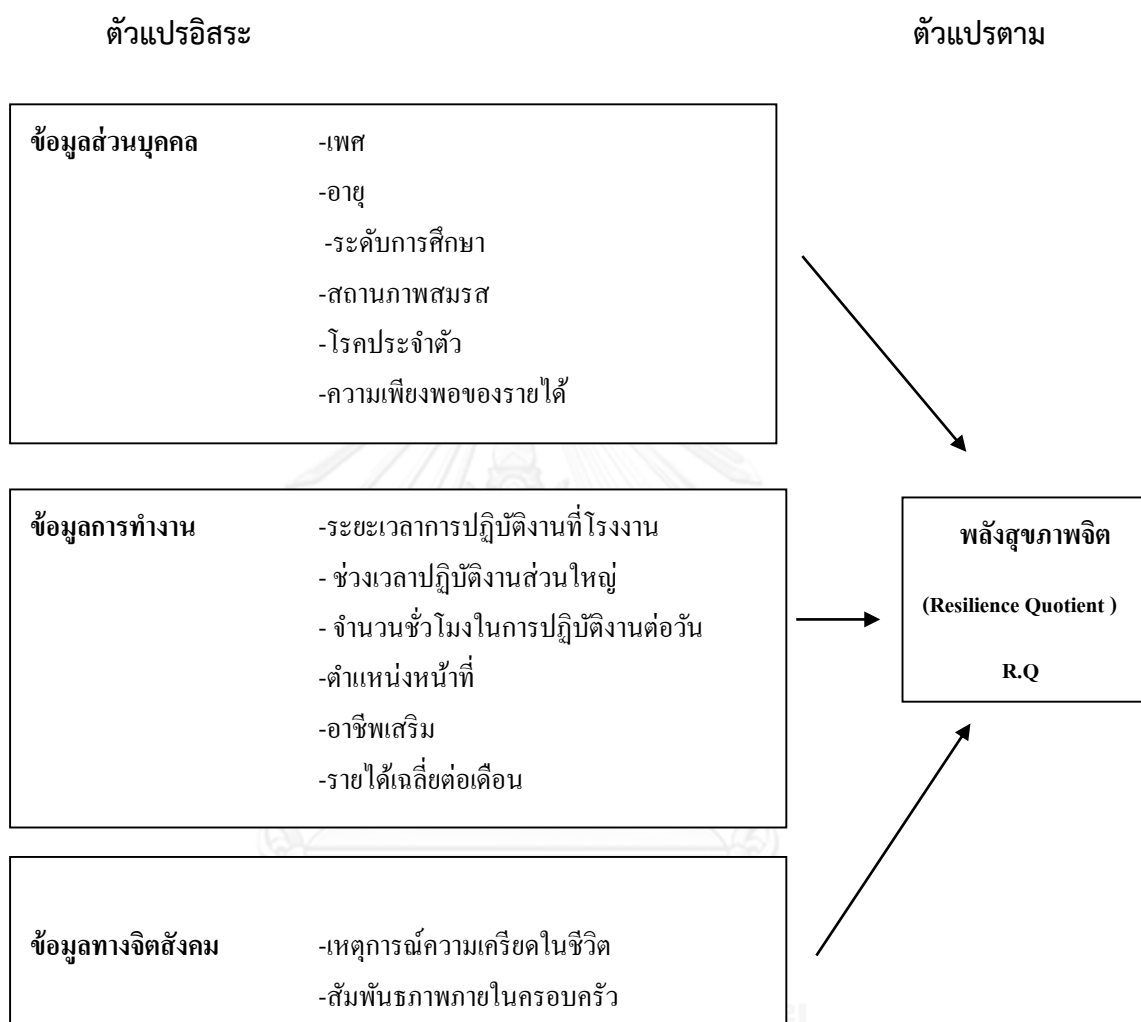 ตัวแปรอิสระ ตัวแปรตาม
ข้อมูลส่วนบุคคล -เพศ
-อายุ
-ระดับการศึกษา
-สถานภาพสมรส
-โรคประจำตัว
-ความเพียงพอของรายได้
ข้อมูลการทำงาน -ระยะเวลาการปฏิบัติงานที่โรงงาน
- ช่วงเวลาปฏิบัติงานส่วนใหญ่
- จำนวนชั่วโมงในการปฏิบัติงานต่อวัน
-ตำแหน่งหน้าที่
-อาชีพเสริม
-รายได้เฉลี่ยต่อเดือน
พลังสุขภาพจิต
(Resilience Quotient )
R.Q
ข้อมูลทางจิตสังคม -เหตุการณ์ความเครียดในชีวิต
-สัมพันธภาพภายในครอบครัว